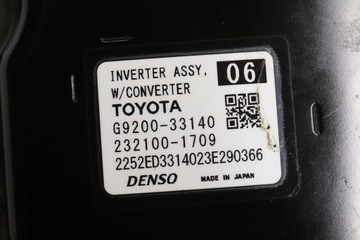 INVERTER ASSY, 06
W/CONVERTER
TOYOTA
G9200-33140
232100-1709
2252ED3314023E290366
DENSO MADE IN JAPAN